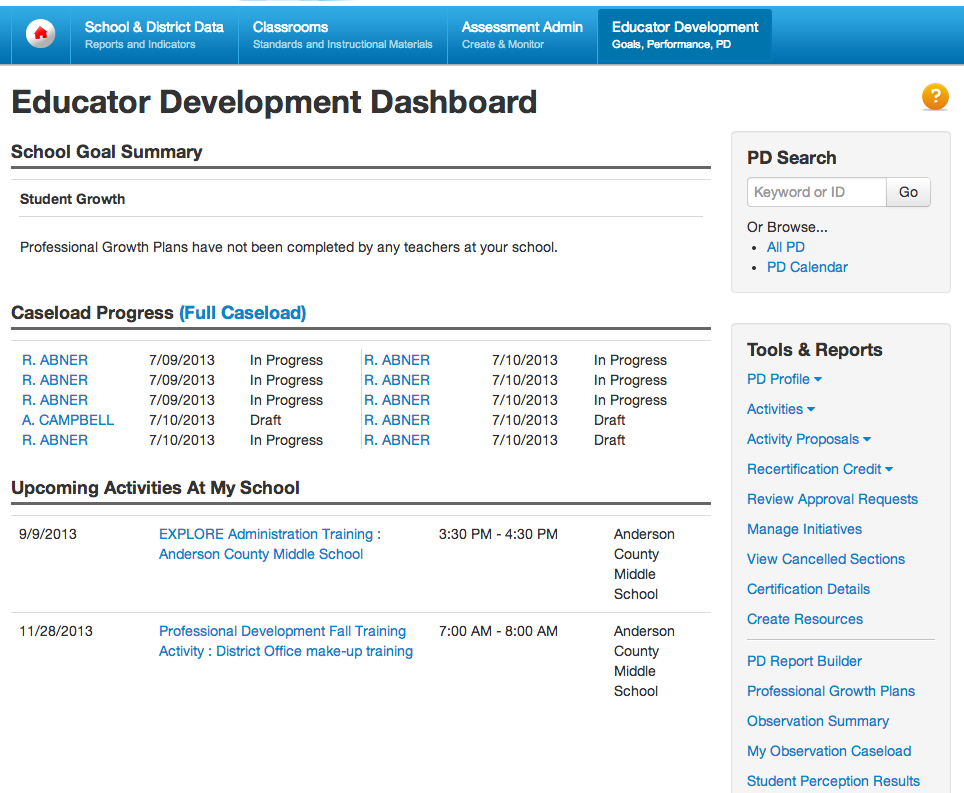 School & District Data
Reports and Indicators
Classrooms
Standards and Instructional Materials
Assessment Admin
Create & Monitor
Educator Development
Goals, Performance, PD
Educator Development Dashboard
?
School Goal Summary
Student Growth
Professional Growth Plans have not been completed by any teachers at your school.
Caseload Progress (Full Caseload)
R. ABNER 7/09/2013 In Progress R. ABNER 7/10/2013 In Progress
R. ABNER 7/09/2013 In Progress R. ABNER 7/10/2013 In Progress
R. ABNER 7/09/2013 In Progress R. ABNER 7/10/2013 In Progress
A. CAMPBELL 7/10/2013 Draft R. ABNER 7/10/2013 Draft
R. ABNER 7/10/2013 In Progress R. ABNER 7/10/2013 Draft
Upcoming Activities At My School
9/9/2013 EXPLORE Administration Training : 3:30 PM - 4:30 PM Anderson
Anderson County Middle School County
Middle
School
11/28/2013 Professional Development Fall Training 7:00 AM - 8:00 AM Anderson
Activity : District Office make-up training County
Middle
School
PD Search
Keyword or ID Go
Or Browse...
• All PD
• PD Calendar
Tools & Reports
PD Profile
Activities
Activity Proposals
Recertification Credit
Review Approval Requests
Manage Initiatives
View Cancelled Sections
Certification Details
Create Resources
PD Report Builder
Professional Growth Plans
Observation Summary
My Observation Caseload
Student Perception Results